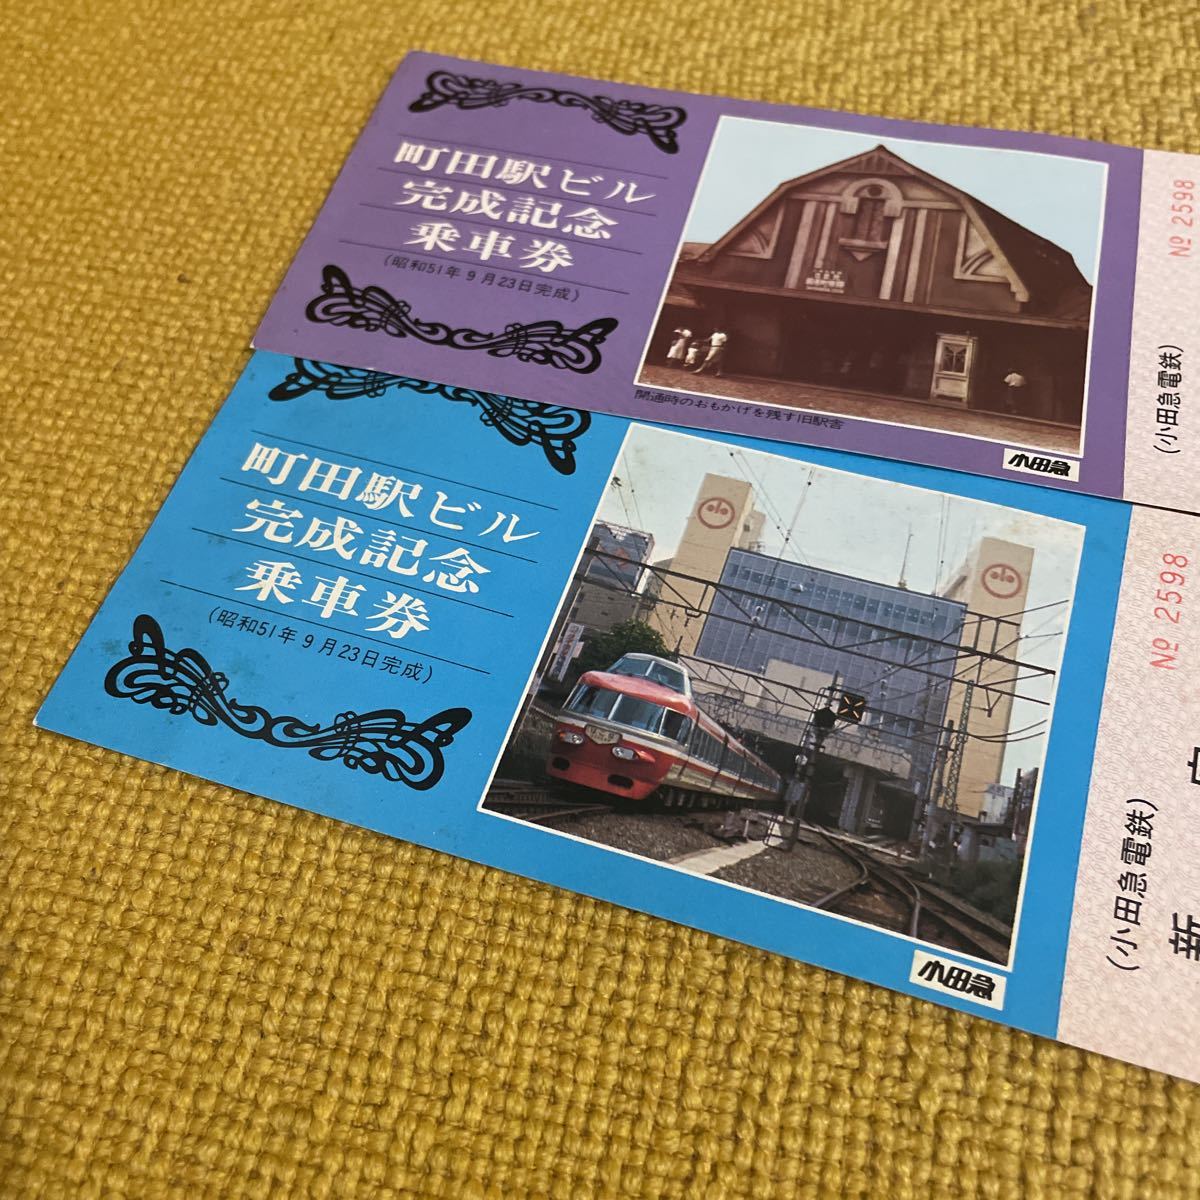 町田駅ビル
完成記念
乗車券
(昭和51年9月23日完成)
開通時のおもかげを残す旧駅舎
小田急
№ 2598
(小田急電鉄)
町田駅ビル
完成記念
乗車券
(昭和51年9月23日完成)
小田急
№ 2598
(小田急電鉄)
新